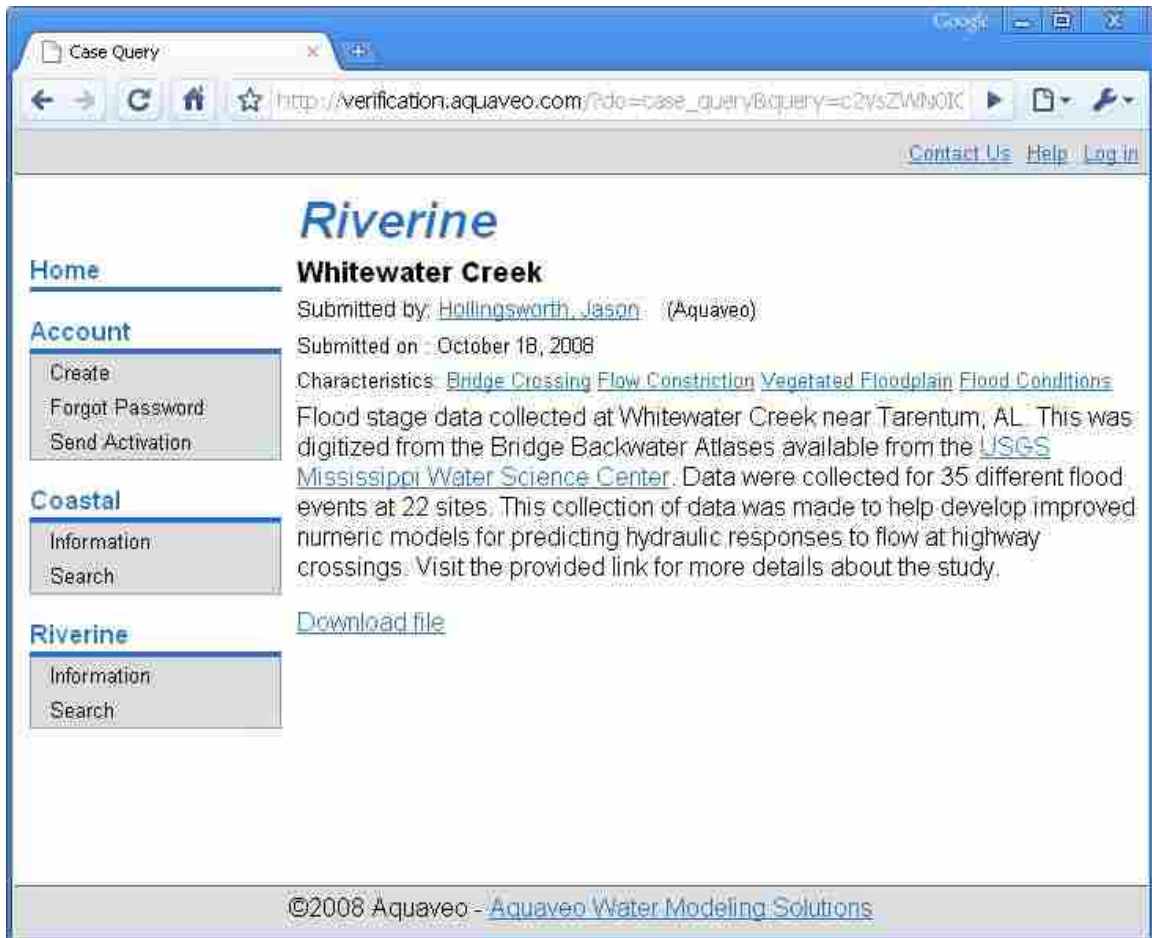 Google
Case Query
http://verification.aquaveo.com/?do=case_query&query=c2VsZWN0IC
Contact Us Help Log in
Riverine
Home
Whitewater Creek
Submitted by: Hollingsworth, Jason (Aquaveo)
Account
Submitted on : October 18, 2008
Create
Characteristics: Bridge Crossing Flow Constriction Vegetated Floodplain Flood Conditions
Forgot Password
Send Activation
Flood stage data collected at Whitewater Creek near Tarentum, AL. This was
digitized from the Bridge Backwater Atlases available from the USGS
Mississippi Water Science Center. Data were collected for 35 different flood
events at 22 sites. This collection of data was made to help develop improved
numeric models for predicting hydraulic responses to flow at highway
crossings. Visit the provided link for more details about the study.
Coastal
Information
Search
Download file
Riverine
Information
Search
©2008 Aquaveo - Aquaveo Water Modeling Solutions